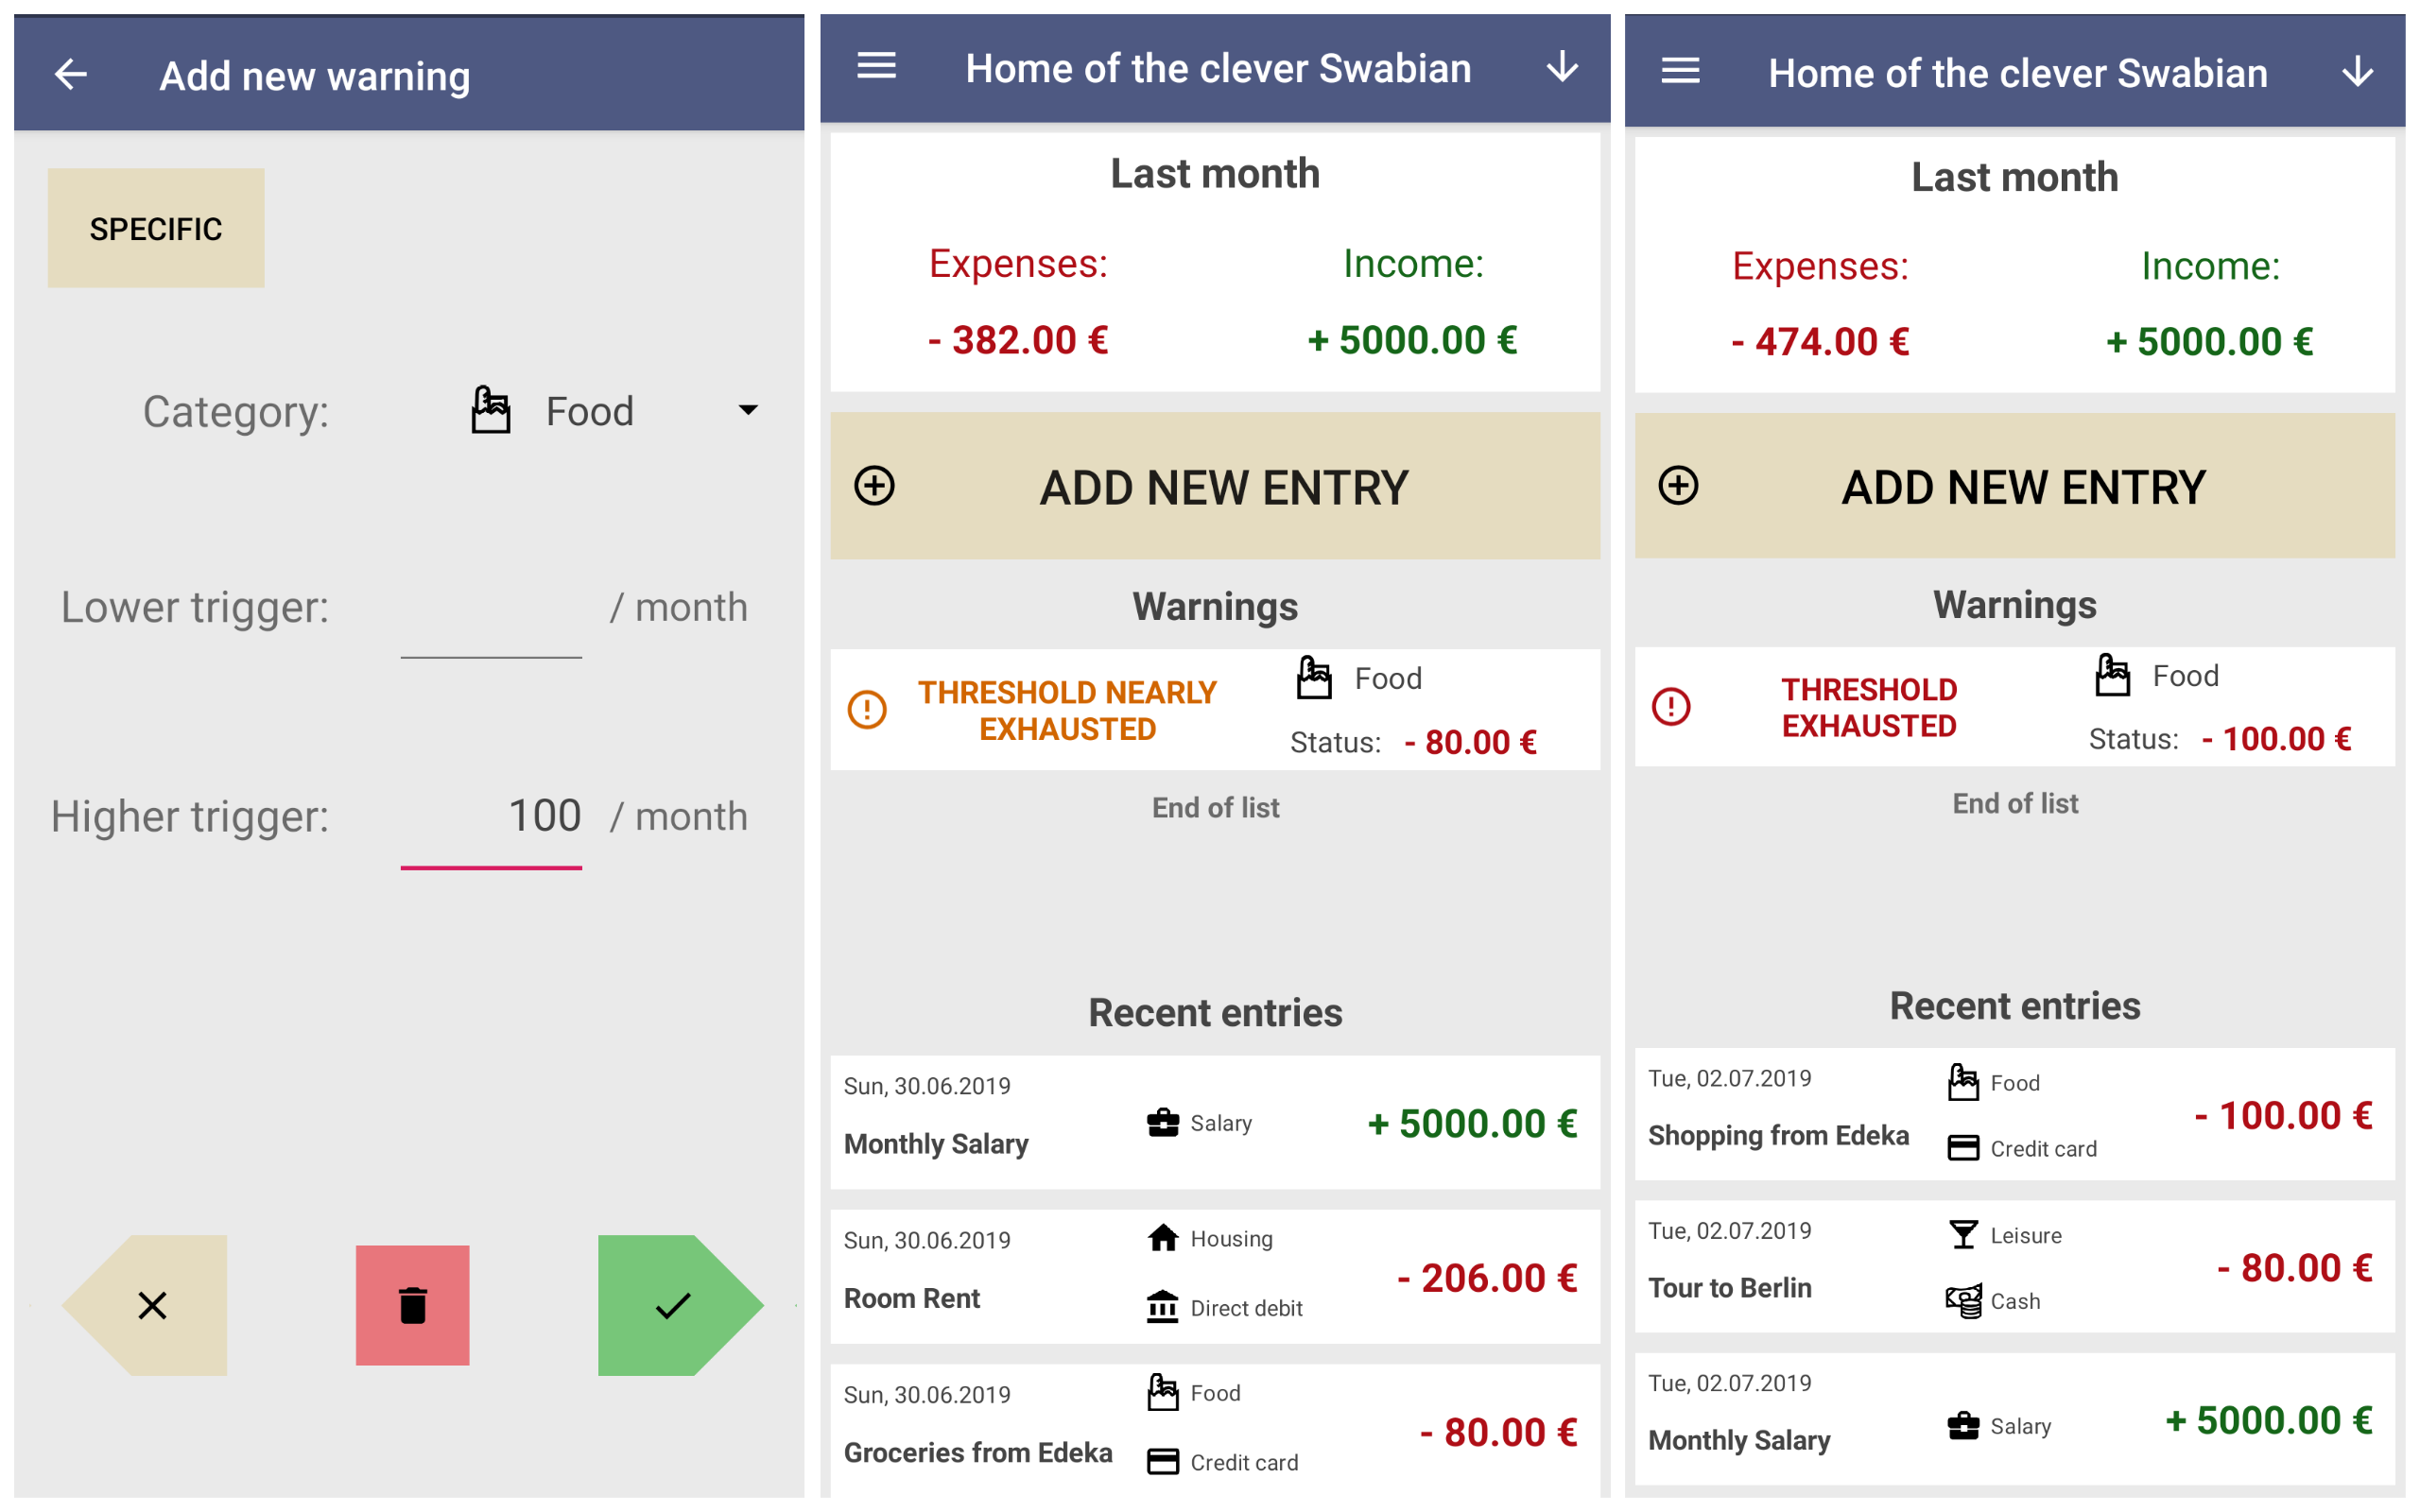 Add new warning
SPECIFIC
Category: Food
Lower trigger: / month
Higher trigger: 100 / month
Home of the clever Swabian
Last month
Expenses: Income:
- 382.00 € + 5000.00 €
ADD NEW ENTRY
Warnings
THRESHOLD NEARLY
EXHAUSTED
Food
Status: - 80.00 €
End of list
Recent entries
Sun, 30.06.2019
Monthly Salary
Salary
+ 5000.00 €
Sun, 30.06.2019
Room Rent
Housing
Direct debit
- 206.00 €
Sun, 30.06.2019
Groceries from Edeka
Food
Credit card
- 80.00 €
Home of the clever Swabian
Last month
Expenses: Income:
- 474.00 € + 5000.00 €
ADD NEW ENTRY
Warnings
THRESHOLD
EXHAUSTED
Food
Status: - 100.00 €
End of list
Recent entries
Tue, 02.07.2019
Shopping from Edeka
Food
Credit card
- 100.00 €
Tue, 02.07.2019
Tour to Berlin
Leisure
Cash
- 80.00 €
Tue, 02.07.2019
Monthly Salary
Salary
+ 5000.00 €